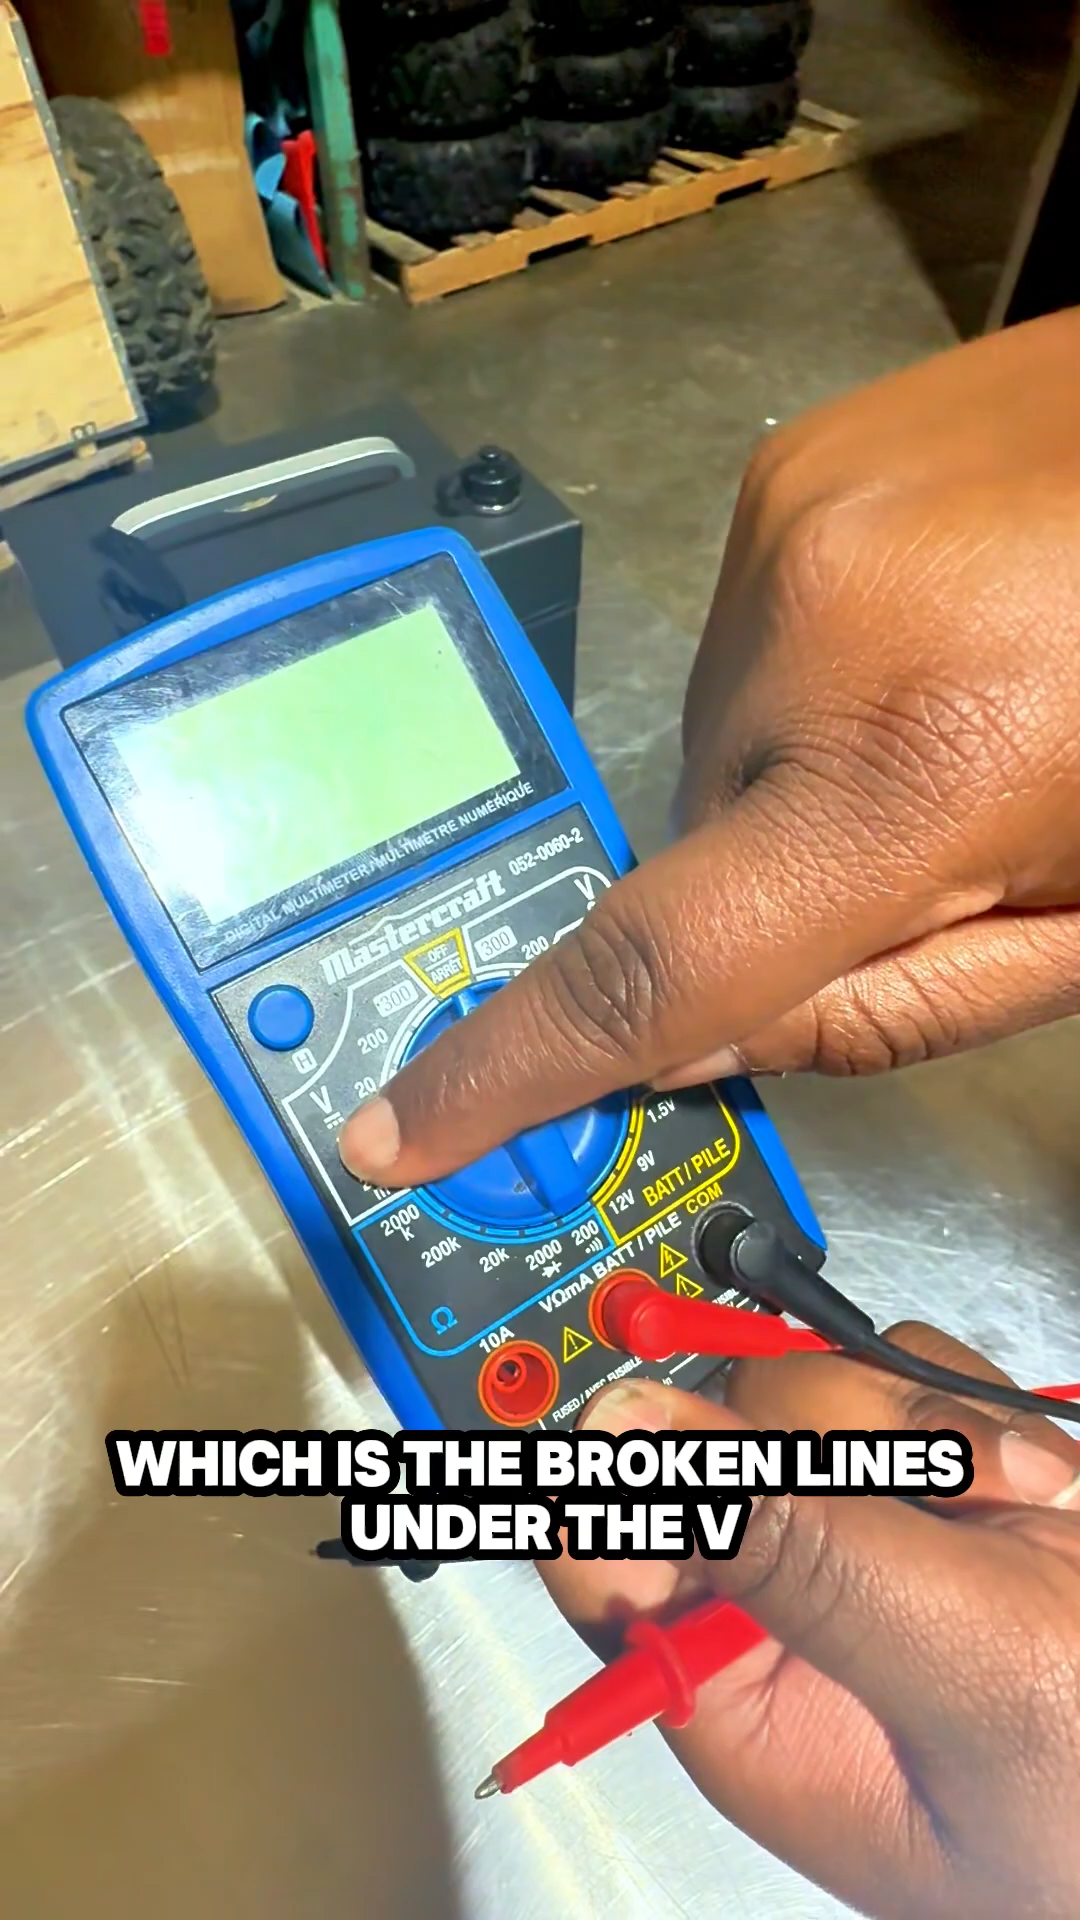 DIGITAL MULTIMETER / MULTIMÈTRE NUMÉRIQUE
Mastercraft 052-0060-2
OFF
ARRÊT
300
200
V
300
200
20
V
H
2000
k
200k
20k
2000
200
Ω
1.5V
9V
12V
BATT / PILE
COM
VΩmA BATT / PILE
10A
FUSED / AVEC FUSIBLE
WHICH IS THE BROKEN LINES
UNDER THE V